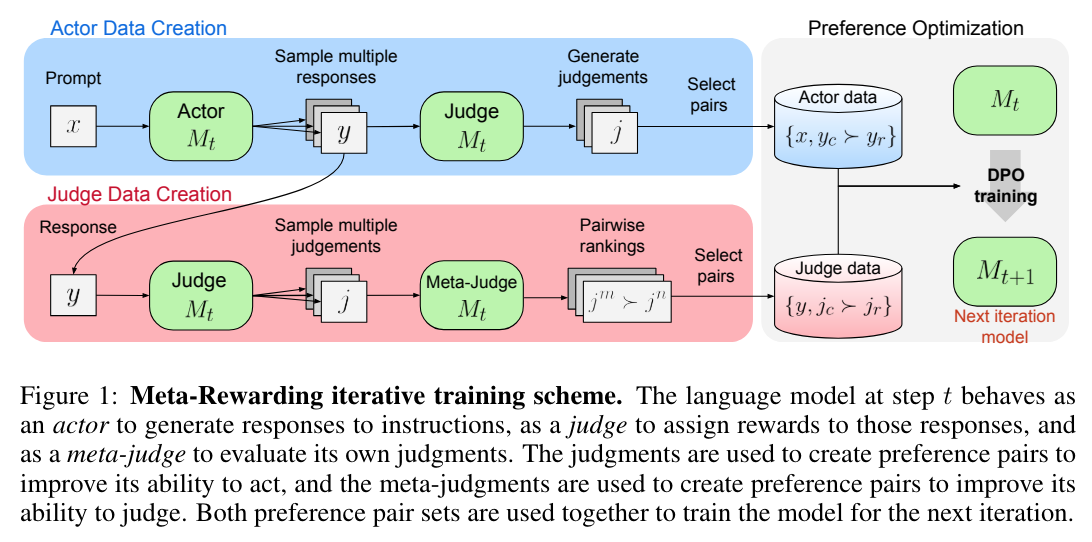 Actor Data Creation
Preference Optimization
Prompt
Sample multiple
responses
Generate
judgements
Select
pairs
x
Actor
M_t
y
Judge
M_t
j
Actor data
{x, y_c ≻ y_r}
M_t
DPO
training
Judge Data Creation
Response
Sample multiple
judgements
Pairwise
rankings
Select
pairs
y
Judge
M_t
j
Meta-Judge
M_t
j^m ≻ j^n
Judge data
{y, j_c ≻ j_r}
M_{t+1}
Next iteration
model
Figure 1: Meta-Rewarding iterative training scheme. The language model at step t behaves as
an actor to generate responses to instructions, as a judge to assign rewards to those responses, and
as a meta-judge to evaluate its own judgments. The judgments are used to create preference pairs to
improve its ability to act, and the meta-judgments are used to create preference pairs to improve its
ability to judge. Both preference pair sets are used together to train the model for the next iteration.